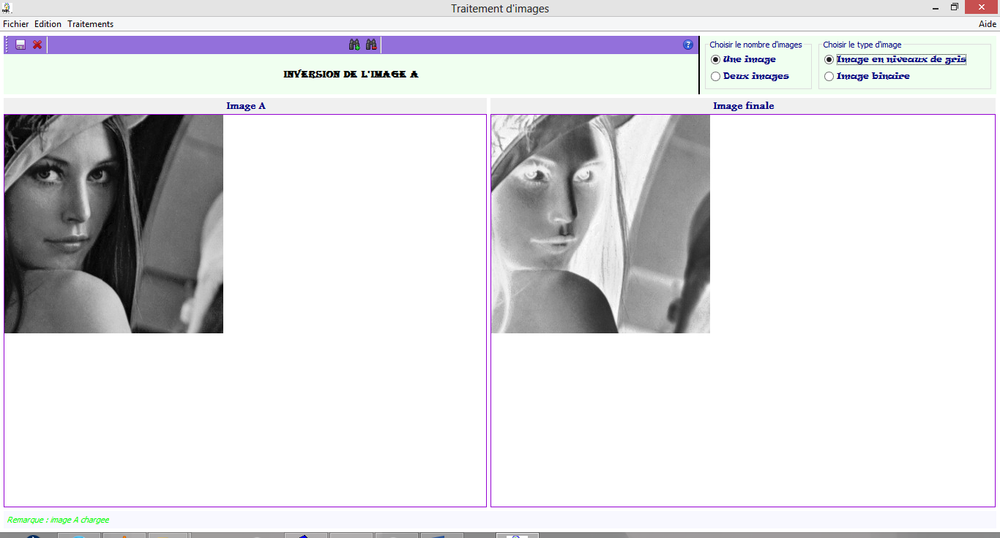 Traitement d'images
Fichier Edition Traitements Aide
Choisir le nombre d'images
Une image
Deux images
Choisir le type d'image
Image en niveaux de gris
Image binaire
INVERSION DE L'IMAGE A
Image A
Image finale
Remarque : image A chargee